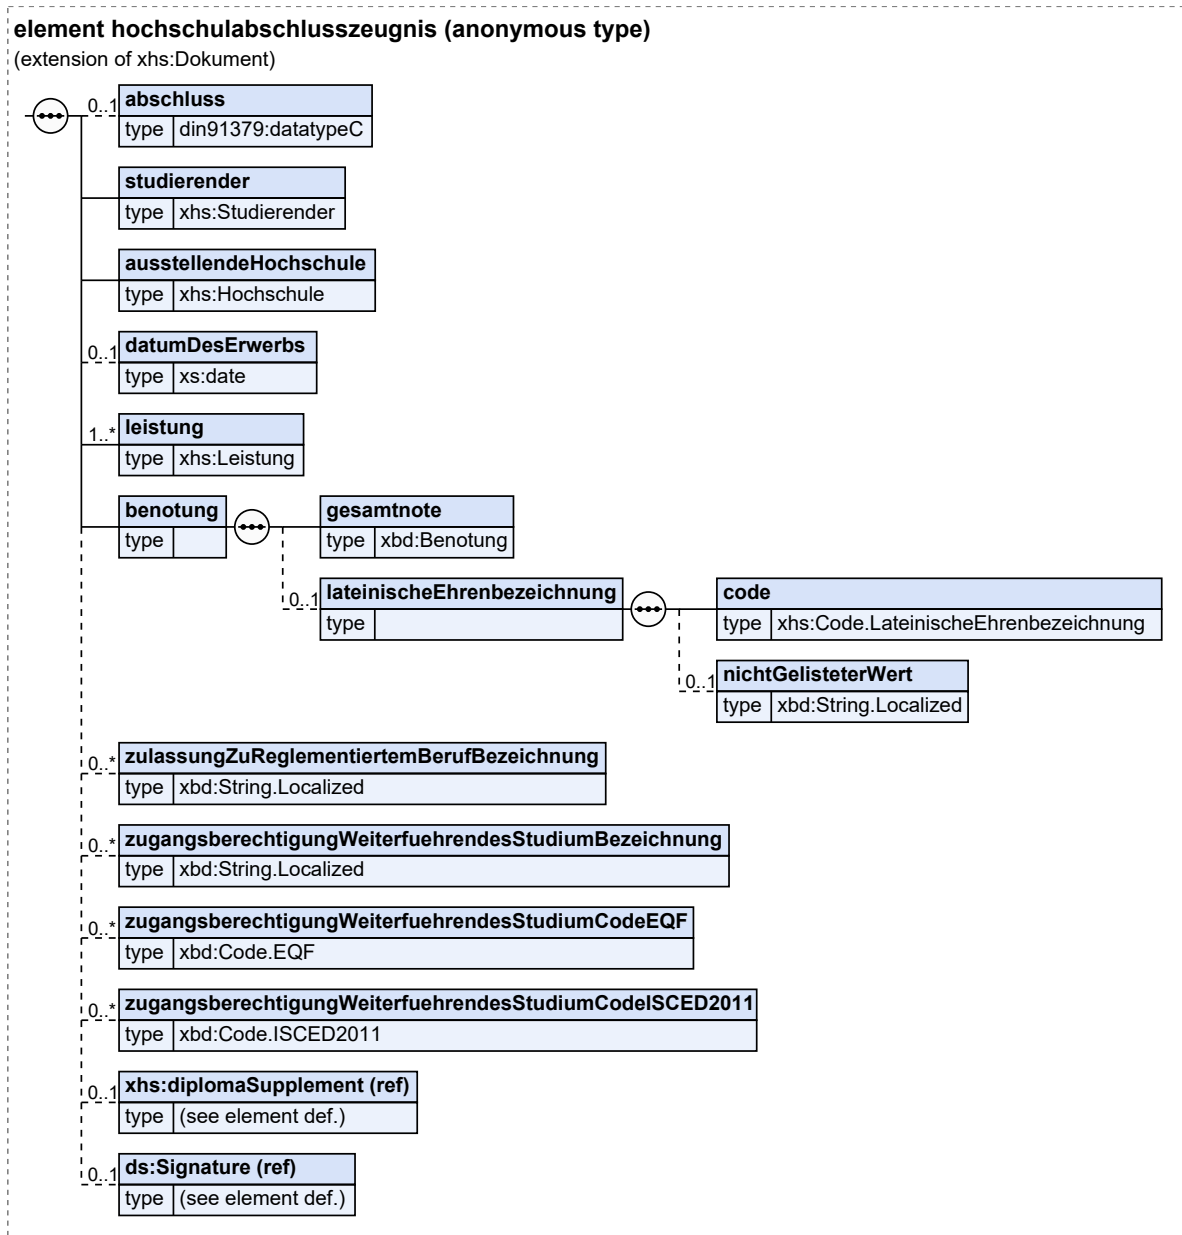 element hochschulabschlusszeugnis (anonymous type)
(extension of xhs:Dokument)
0..1 abschluss
type din91379:datatypeC
studierender
type xhs:Studierender
ausstellendeHochschule
type xhs:Hochschule
0..1 datumDesErwerbs
type xs:date
1..* leistung
type xhs:Leistung
benotung
type
gesamtnote
type xbd:Benotung
0..1 lateinischeEhrenbezeichnung
type
code
type xhs:Code.LateinischeEhrenbezeichnung
0..1 nichtGelisteterWert
type xbd:String.Localized
0..* zulassungZuReglementiertemBerufBezeichnung
type xbd:String.Localized
0..* zugangsberechtigungWeiterfuehrendesStudiumBezeichnung
type xbd:String.Localized
0..* zugangsberechtigungWeiterfuehrendesStudiumCodeEQF
type xbd:Code.EQF
0..* zugangsberechtigungWeiterfuehrendesStudiumCodeISCED2011
type xbd:Code.ISCED2011
0..1 xhs:diplomaSupplement (ref)
type (see element def.)
0..1 ds:Signature (ref)
type (see element def.)